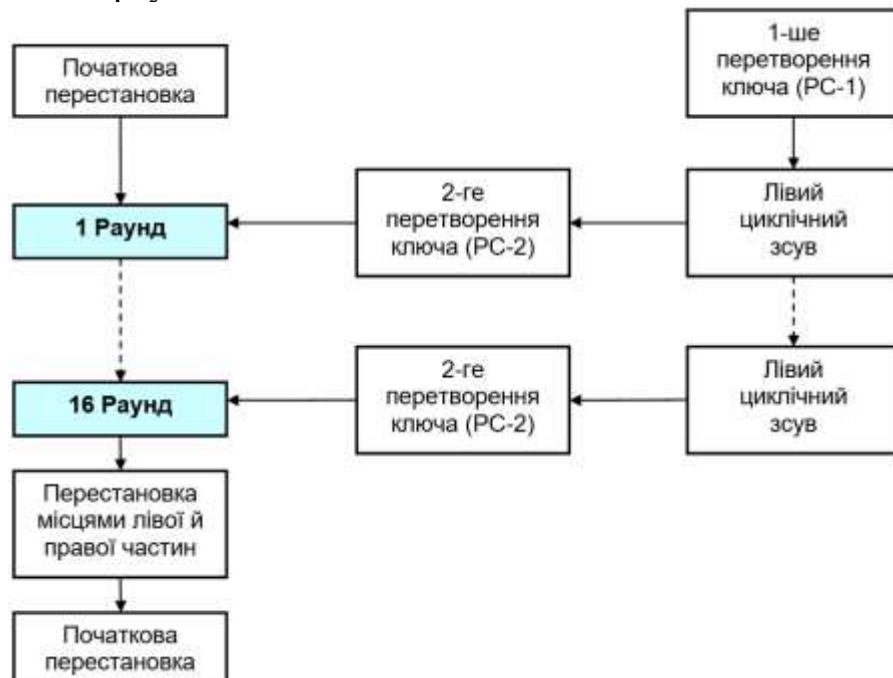 Початкова
перестановка
1-ше
перетворення
ключа (PC-1)
1 Раунд
2-ге
перетворення
ключа (PC-2)
Лівий
циклічний
зсув
16 Раунд
2-ге
перетворення
ключа (PC-2)
Лівий
циклічний
зсув
Перестановка
місцями лівої й
правої частин
Початкова
перестановка